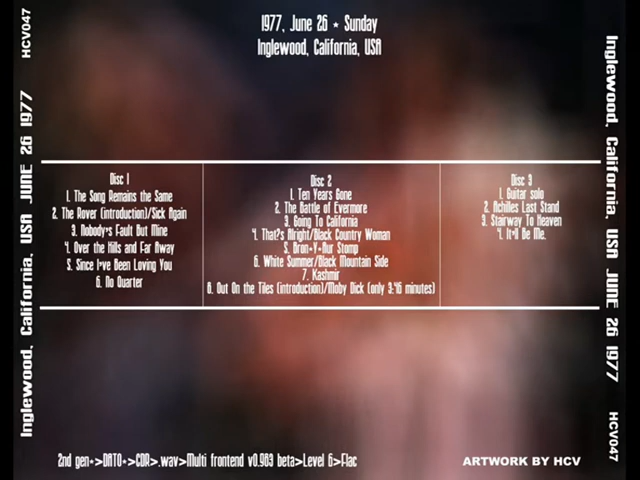 1977, June 26 * Sunday
Inglewood, California, USA
HCV047
Inglewood, California, USA JUNE 26 1977
Disc 1
1. The Song Remains the Same
2. The Rover (introduction)/Sick Again
3. Nobody*s Fault But Mine
4. Over the Hills and Far Away
5. Since I*ve Been Loving You
6. No Quarter
Disc 2
1. Ten Years Gone
2. The Battle of Evermore
3. Going To California
4. That?s Alright/Black Country Woman
5. Bron*Y*Aur Stomp
6. White Summer/Black Mountain Side
7. Kashmir
8. Out On the Tiles (introduction)/Moby Dick (only 3:46 minutes)
Disc 3
1. Guitar solo
2. Achilles Last Stand
3. Stairway To Heaven
4. It*ll Be Me.
Inglewood, California, USA JUNE 26 1977
HCV047
2nd gen*>DAT0*>CDR>.wav>Multi frontend v0.983 beta>Level 6>Flac
ARTWORK BY HCV